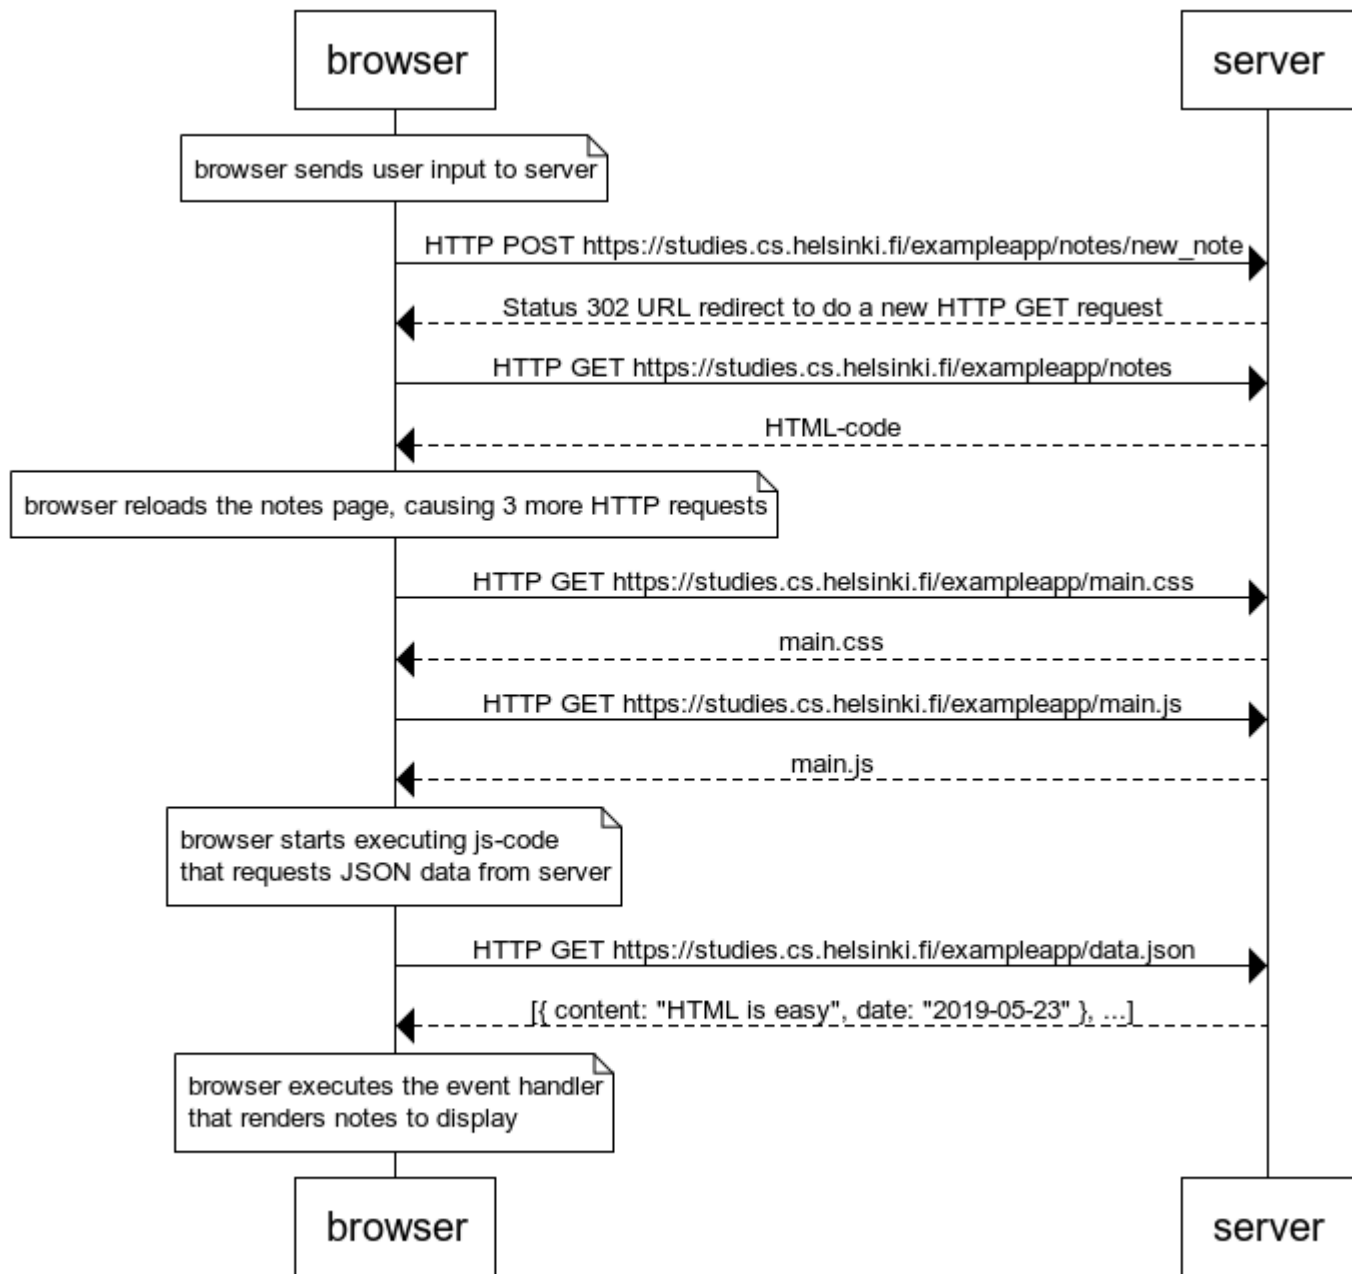 browser
server
browser sends user input to server
HTTP POST https://studies.cs.helsinki.fi/exampleapp/notes/new_note
Status 302 URL redirect to do a new HTTP GET request
HTTP GET https://studies.cs.helsinki.fi/exampleapp/notes
HTML-code
browser reloads the notes page, causing 3 more HTTP requests
HTTP GET https://studies.cs.helsinki.fi/exampleapp/main.css
main.css
HTTP GET https://studies.cs.helsinki.fi/exampleapp/main.js
main.js
browser starts executing js-code
that requests JSON data from server
HTTP GET https://studies.cs.helsinki.fi/exampleapp/data.json
[{ content: "HTML is easy", date: "2019-05-23" }, ...]
browser executes the event handler
that renders notes to display
browser
server